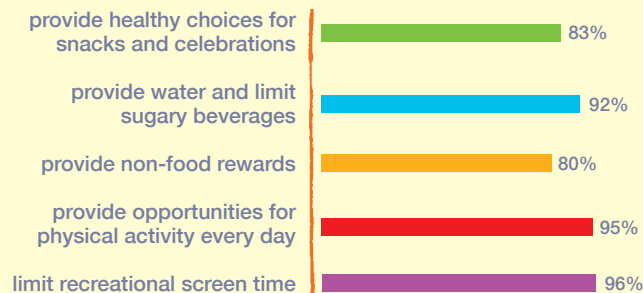 provide healthy choices for
snacks and celebrations
83%
provide water and limit
sugary beverages
92%
provide non-food rewards
80%
provide opportunities for
physical activity every day
95%
limit recreational screen time
96%